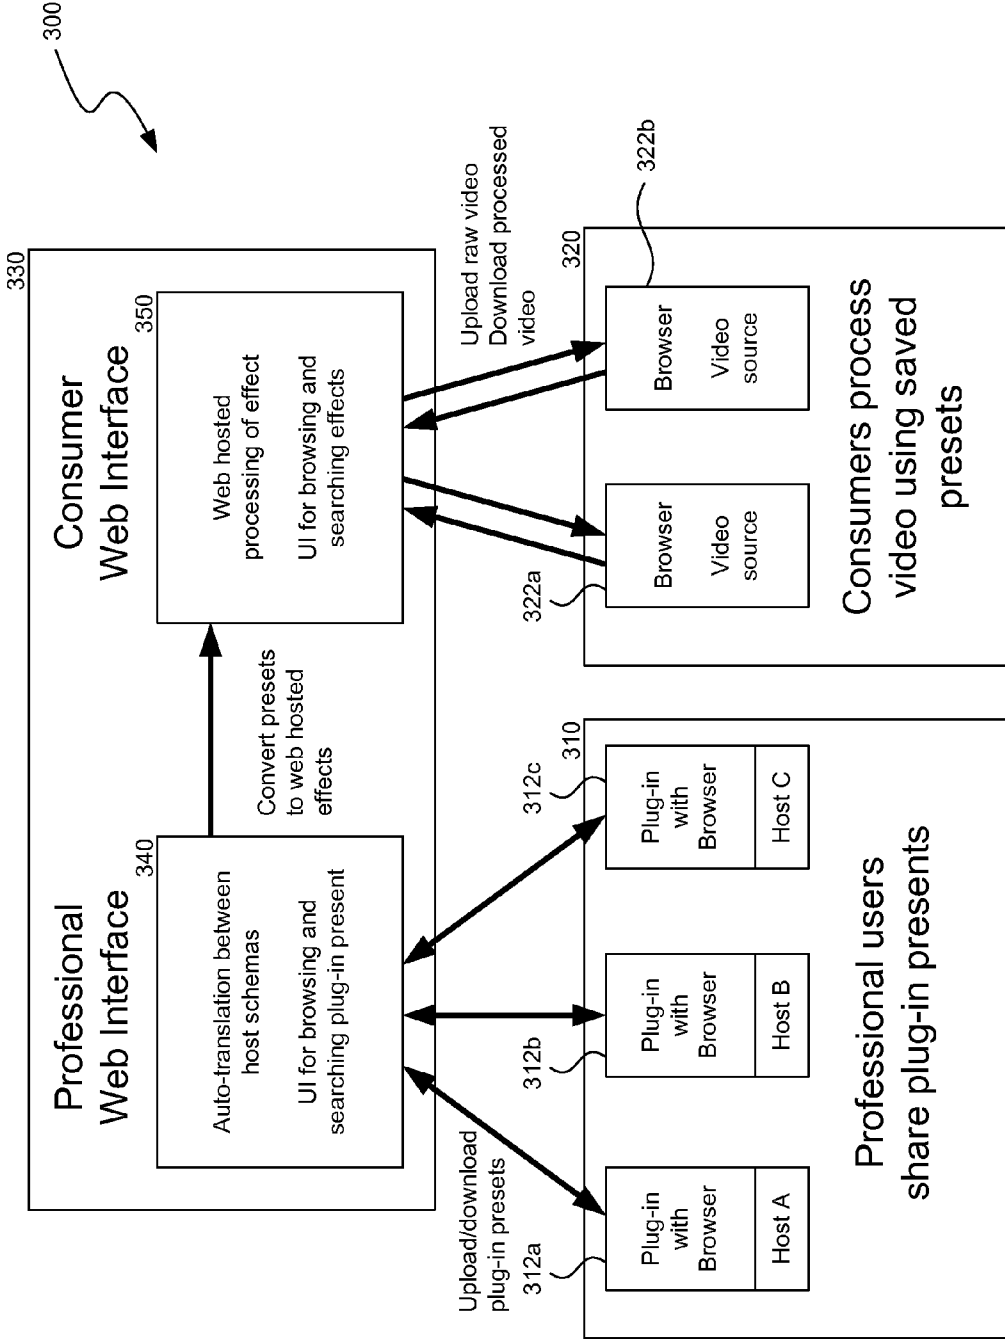 300
330
Professional
Web Interface
Consumer
Web Interface
340
Auto-translation between
host schemas
UI for browsing and
searching plug-in present
Convert presets
to web hosted
effects
350
Web hosted
processing of effect
UI for browsing and
searching effects
Upload/download
plug-in presets
Upload raw video
Download processed
video
310
312a
Plug-in
with
Browser
Host A
312b
Plug-in
with
Browser
Host B
312c
Plug-in
with
Browser
Host C
Professional users
share plug-in presents
320
322a
Browser
Video
source
322b
Browser
Video
source
Consumers process
video using saved
presets